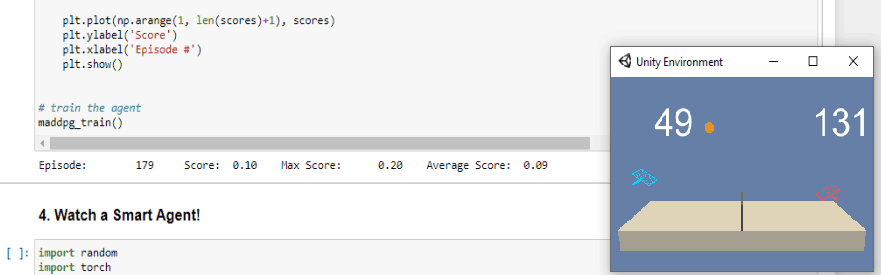 plt.plot(np.arange(1, len(scores)+1), scores)
plt.ylabel('Score')
plt.xlabel('Episode #')
plt.show()
# train the agent
maddpg_train()
Episode: 179 Score: 0.10 Max Score: 0.20 Average Score: 0.09
4. Watch a Smart Agent!
[ ]: import random
import torch
Unity Environment
49 131